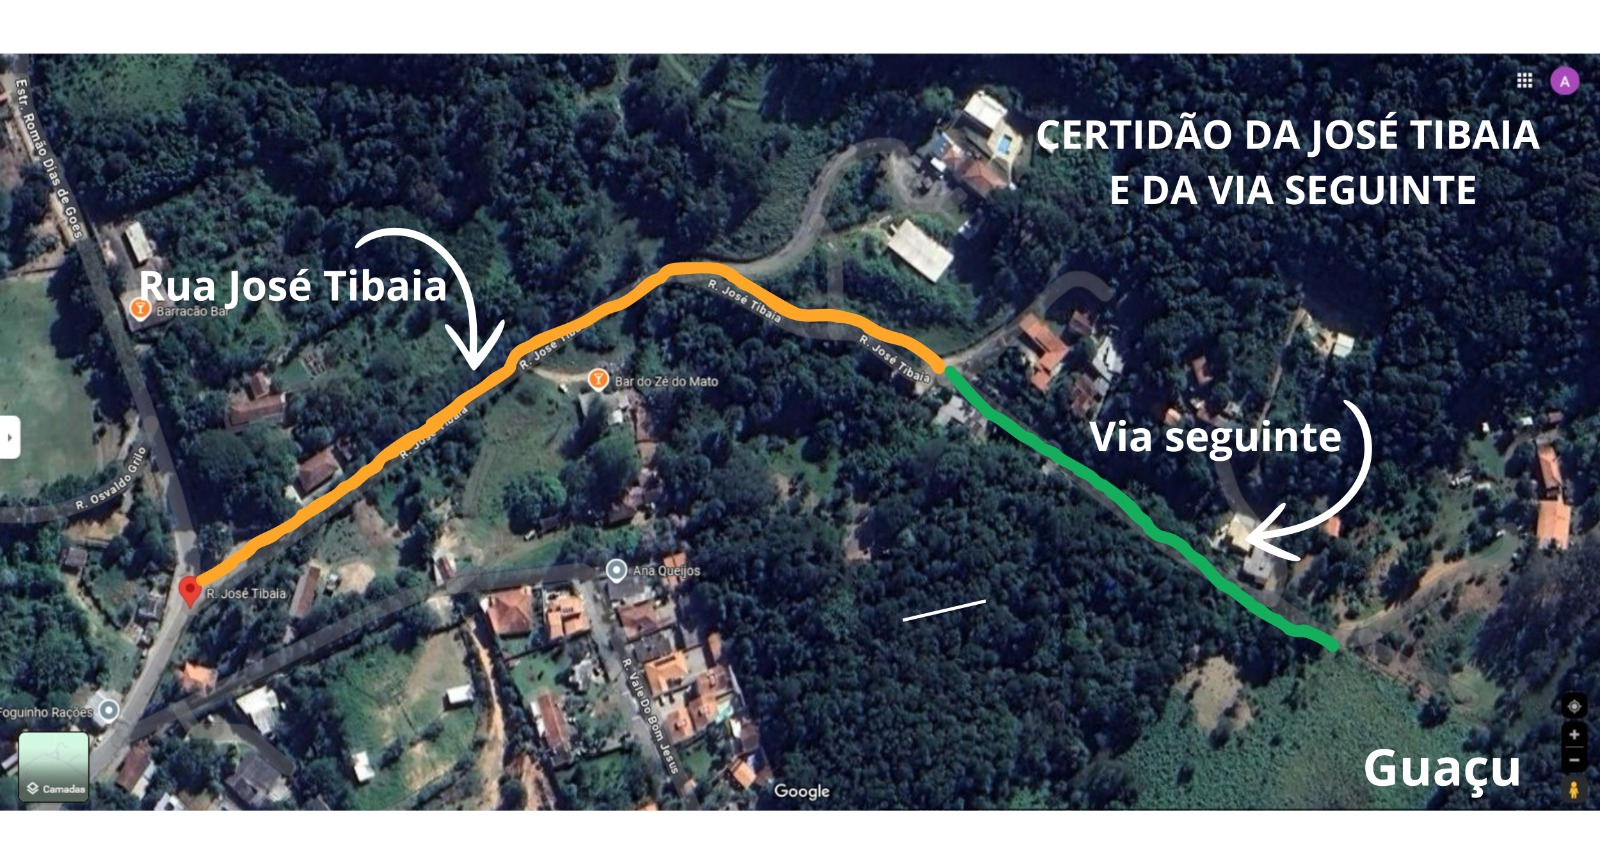 Estr. Romão Dias de Goes
A
CERTIDÃO DA JOSÉ TIBAIA
E DA VIA SEGUINTE
Rua José Tibaia
Barracão Bar
R. José Tibaia
R. José
R. José Tibaia
Bar do Zé do Mato
R. José Tibaia
Via seguinte
R. Osvaldo Grilo
R. José Tibaia
Ana Queijos
R. Vale Do Bom Jesus
Foguinho Rações
Camadas
Google
Guaçu